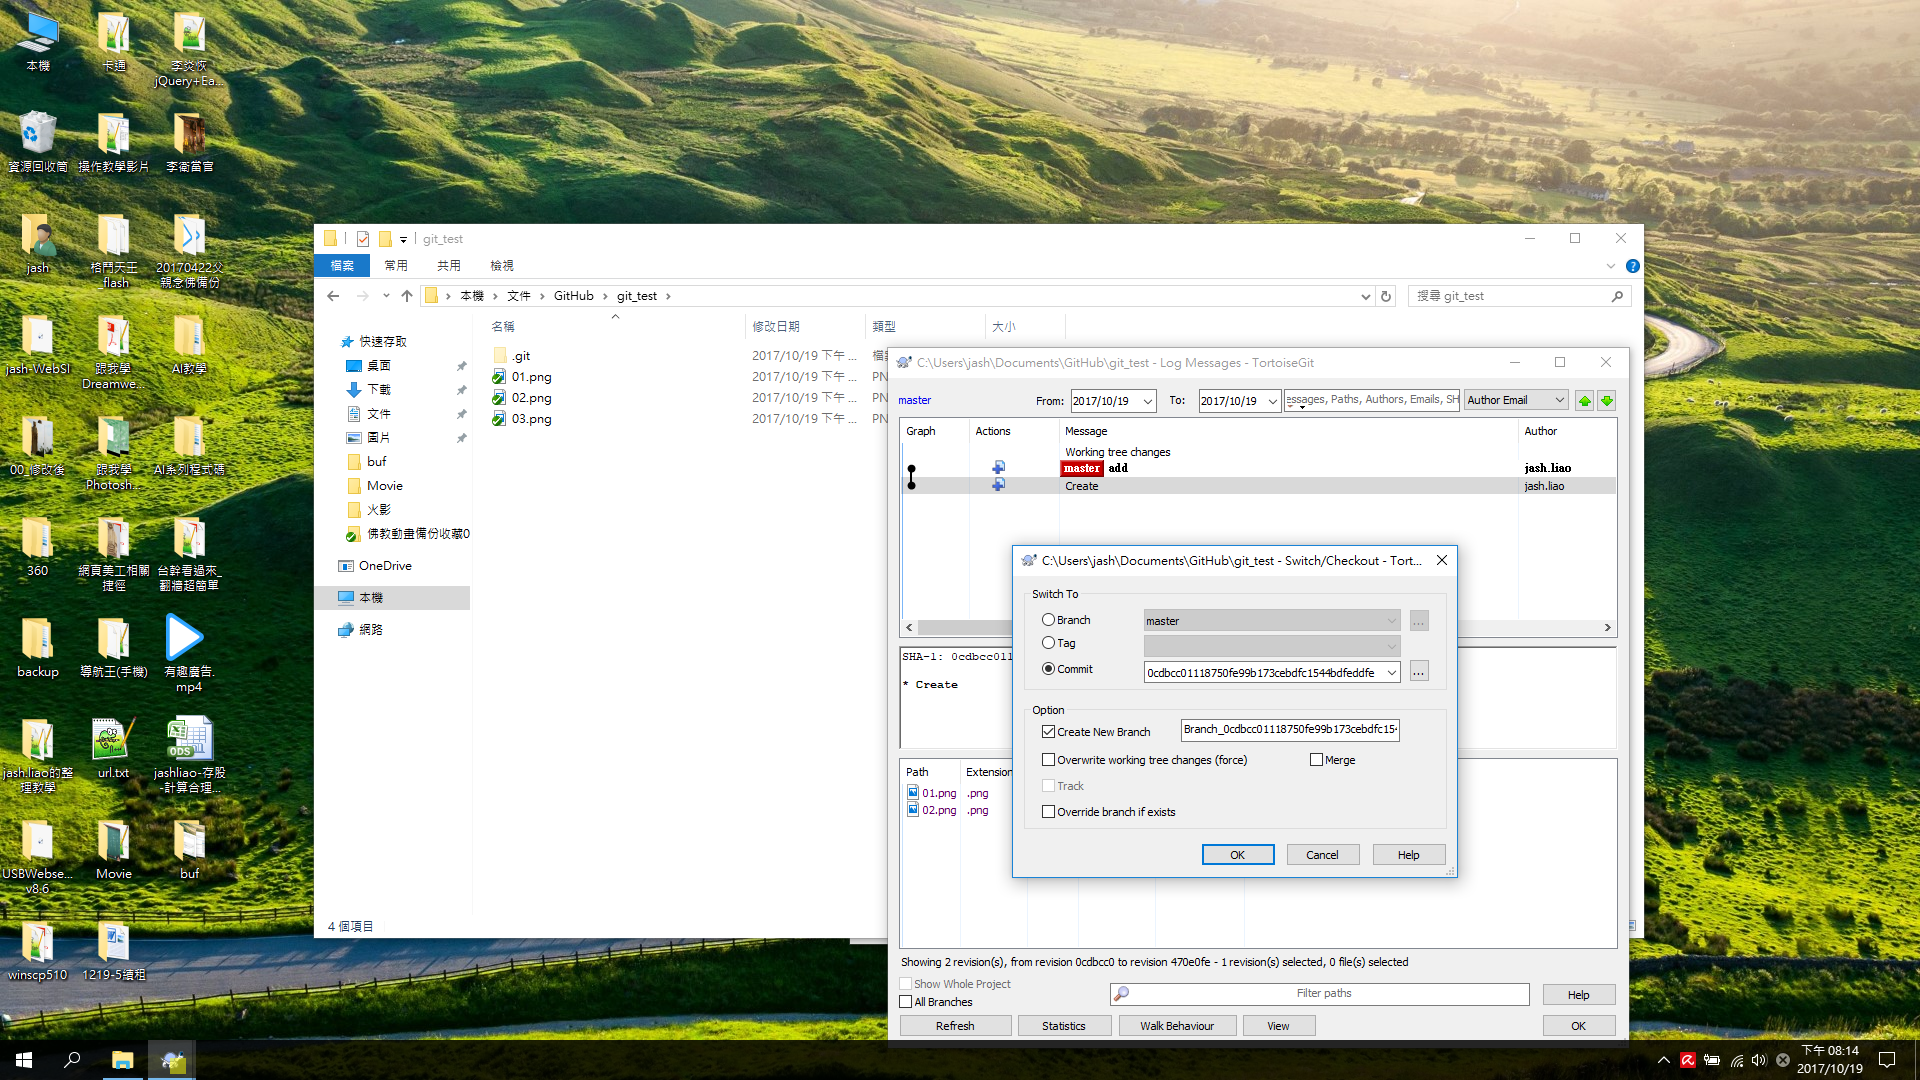 本機
卡通
李炎恢
jQuery+Ea...
資源回收筒
操作教學影片
李衛當官
jash
格鬥天王
_flash
20170422父
親念佛備份
jash-WebSI
跟我學
Dreamwe...
AI教學
00_修改後
跟我學
Photosh...
AI系列程式碼
360
網頁美工相關
捷徑
台幹看過來_
翻牆超簡單
backup
導航王(手機)
有趣廣告.
mp4
jash.liao的整
理教學
url.txt
ODS
jashliao-存股
-計算合理...
USBWebse...
v8.6
Movie
buf
winscp510
1219-5續租
git_test
檔案
常用
共用
檢視
本機
文件
GitHub
git_test
搜尋 git_test
名稱
修改日期
類型
大小
快速存取
桌面
下載
文件
圖片
buf
Movie
火影
佛教動畫備份收藏0
OneDrive
本機
網路
.git
2017/10/19 下午 ...
檔
01.png
2017/10/19 下午 ...
PN
02.png
2017/10/19 下午 ...
PN
03.png
2017/10/19 下午 ...
PN
4 個項目
C:\Users\jash\Documents\GitHub\git_test - Log Messages - TortoiseGit
master
From:
2017/10/19
To:
2017/10/19
essages, Paths, Authors, Emails, SH
Author Email
Graph
Actions
Message
Author
Working tree changes
master add
jash.liao
Create
jash.liao
SHA-1: 0cdbcc011
* Create
Path
Extension
01.png
.png
02.png
.png
C:\Users\jash\Documents\GitHub\git_test - Switch/Checkout - Tort...
Switch To
Branch
master
...
Tag
Commit
0cdbcc01118750fe99b173cebdfc1544bdfeddfe
...
Option
Create New Branch
Branch_0cdbcc01118750fe99b173cebdfc154
Overwrite working tree changes (force)
Merge
Track
Override branch if exists
OK
Cancel
Help
Showing 2 revision(s), from revision 0cdbcc0 to revision 470e0fe - 1 revision(s) selected, 0 file(s) selected
Show Whole Project
All Branches
Filter paths
Help
Refresh
Statistics
Walk Behaviour
View
OK
下午 08:14
2017/10/19